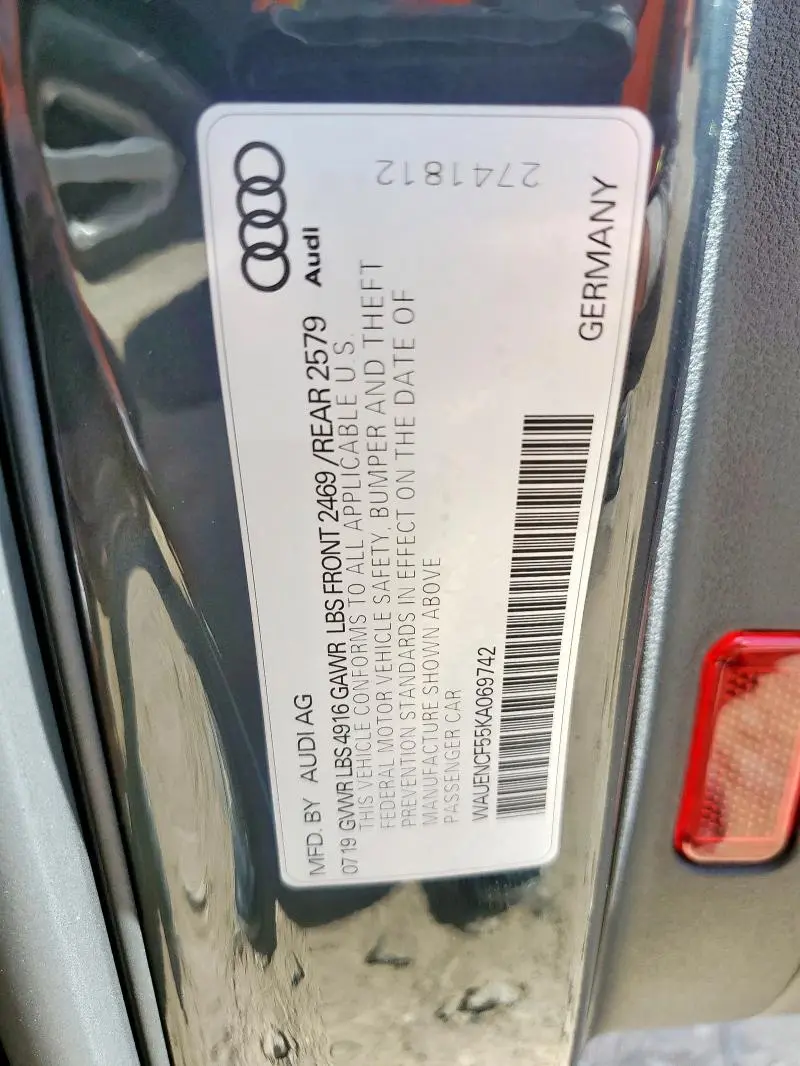 Audi
MFD. BY AUDI AG
0719 GVWR LBS 4916 GAWR LBS FRONT 2469 /REAR 2579
THIS VEHICLE CONFORMS TO ALL APPLICABLE U.S.
FEDERAL MOTOR VEHICLE SAFETY, BUMPER AND THEFT
PREVENTION STANDARDS IN EFFECT ON THE DATE OF
MANUFACTURE SHOWN ABOVE
PASSENGER CAR
WAUENCF55KA069742
GERMANY
2741812